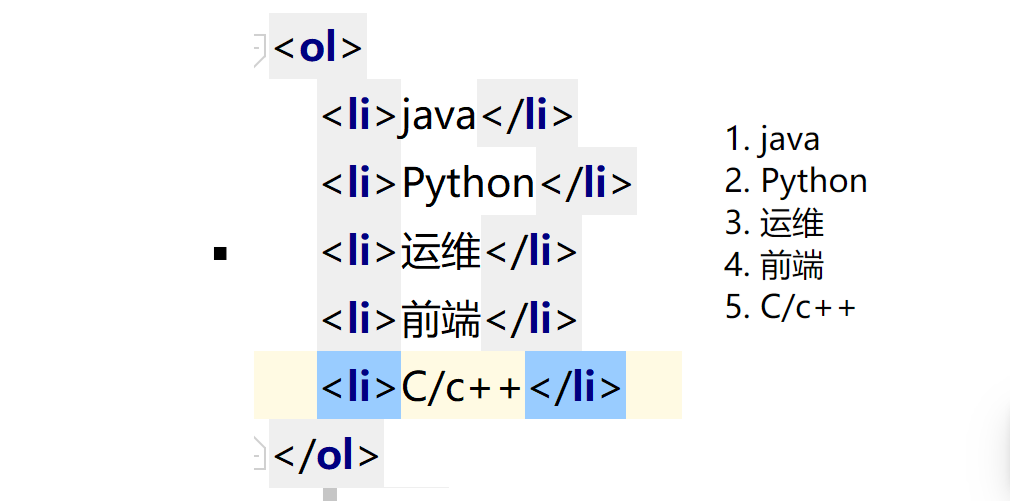 <ol>
<li>java</li>
<li>Python</li>
<li>运维</li>
<li>前端</li>
<li>C/c++</li>
</ol>
1. java
2. Python
3. 运维
4. 前端
5. C/c++